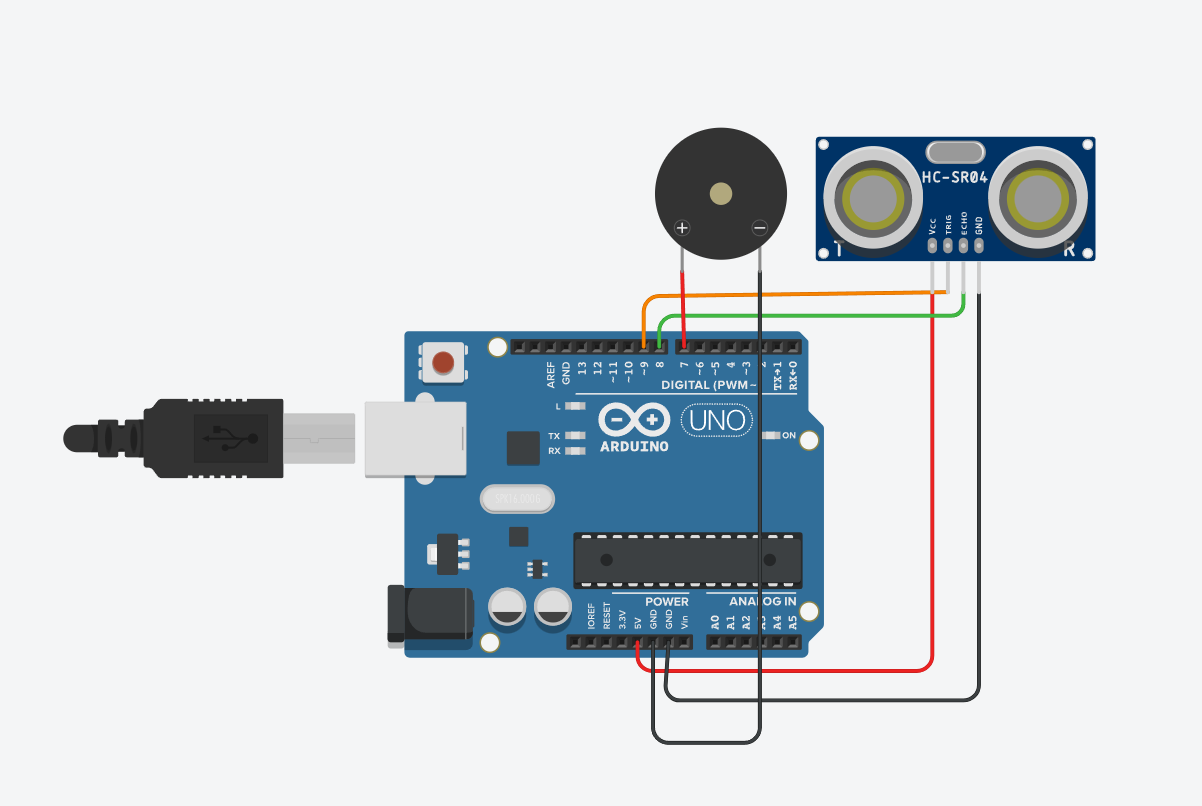 HC-SR04
VCC
TRIG
ECHO
GND
T
R
AREF
GND
13
12
~11
~10
~9
8
7
~6
~5
4
~3
2
TX→1
RX←0
DIGITAL (PWM~
L
TX
RX
ARDUINO
UNO
ON
POWER
ANALOG IN
IOREF
RESET
3.3V
5V
GND
GND
Vin
A0
A1
A2
A3
A4
A5